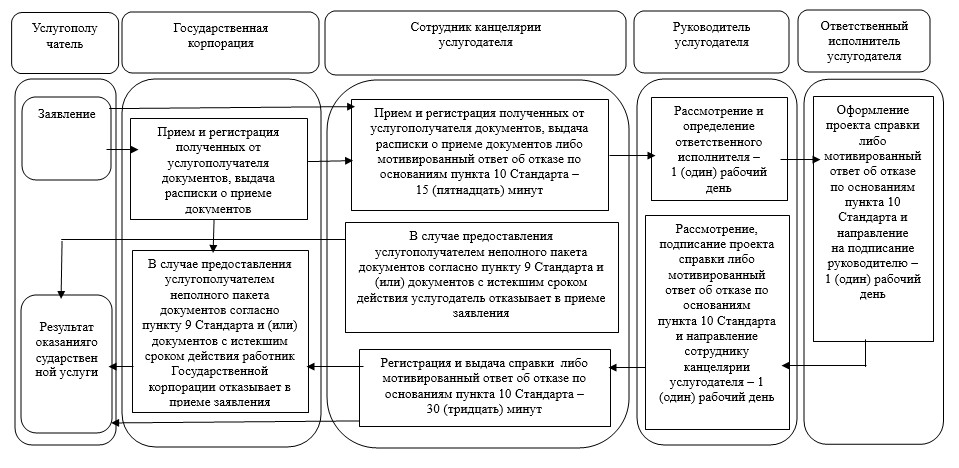 Услугополу
чатель
Государственная
корпорация
Сотрудник канцелярии
услугодателя
Руководитель
услугодателя
Ответственный
исполнитель
услугодателя
Заявление
Прием и регистрация
полученных от
услугополучателя
документов, выдача
расписки о приеме
документов
Прием и регистрация полученных от
услугополучателя документов, выдача
расписки о приеме документов либо
мотивированный ответ об отказе по
основаниям пункта 10 Стандарта –
15 (пятнадцать) минут
Рассмотрение и
определение
ответственного
исполнителя –
1 (один) рабочий
день
Оформление
проекта справки
либо
мотивированный
ответ об отказе
по основаниям
пункта 10
Стандарта и
направление
на подписание
руководителю –
1 (один) рабочий
день
В случае предоставления
услугополучателем неполного пакета
документов согласно пункту 9 Стандарта и
(или) документов с истекшим сроком
действия услугодатель отказывает в приеме
заявления
Рассмотрение,
подписание проекта
справки либо
мотивированный
ответ об отказе по
основаниям
пункта 10 Стандарта
и направление
сотруднику
канцелярии
услугодателя – 1
(один) рабочий день
В случае предоставления
услугополучателем
неполного пакета
документов согласно
пункту 9 Стандарта и (или)
документов с истекшим
сроком действия работник
Государственной
корпорации отказывает в
приеме заявления
Результат
оказанияго
сударствен
ной услуги
Регистрация и выдача справки либо
мотивированный ответ об отказе по
основаниям пункта 10 Стандарта –
30 (тридцать) минут